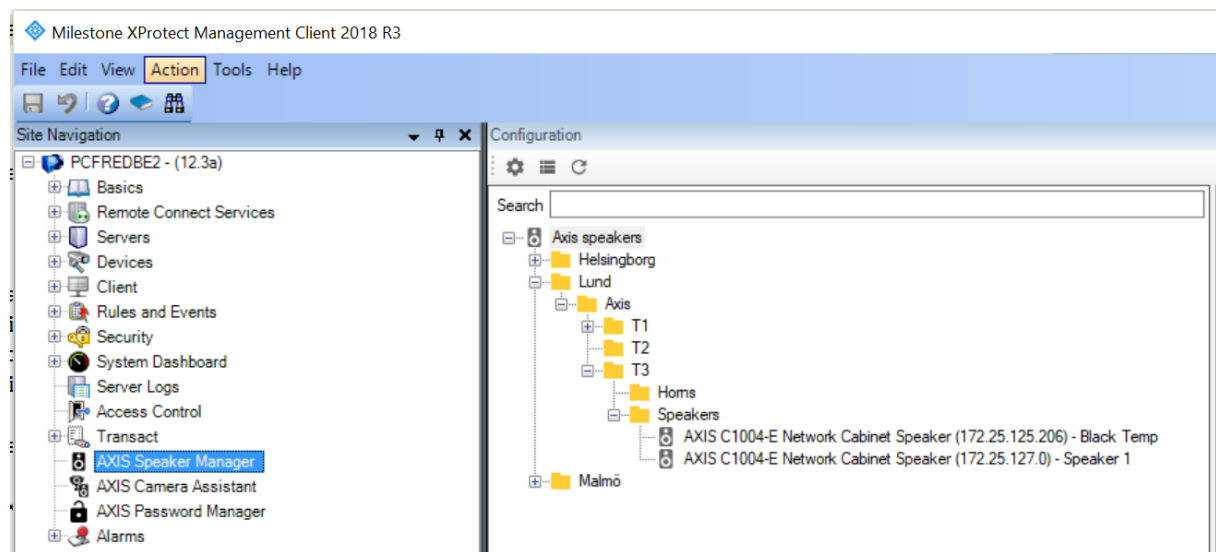 Milestone XProtect Management Client 2018 R3
File Edit View Action Tools Help
Site Navigation
PCFREDBE2 - (12.3a)
Basics
Remote Connect Services
Servers
Devices
Client
Rules and Events
Security
System Dashboard
Server Logs
Access Control
Transact
AXIS Speaker Manager
AXIS Camera Assistant
AXIS Password Manager
Alarms
Configuration
Search
Axis speakers
Helsingborg
Lund
Axis
T1
T2
T3
Horns
Speakers
AXIS C1004-E Network Cabinet Speaker (172.25.125.206) - Black Temp
AXIS C1004-E Network Cabinet Speaker (172.25.127.0) - Speaker 1
Malmö